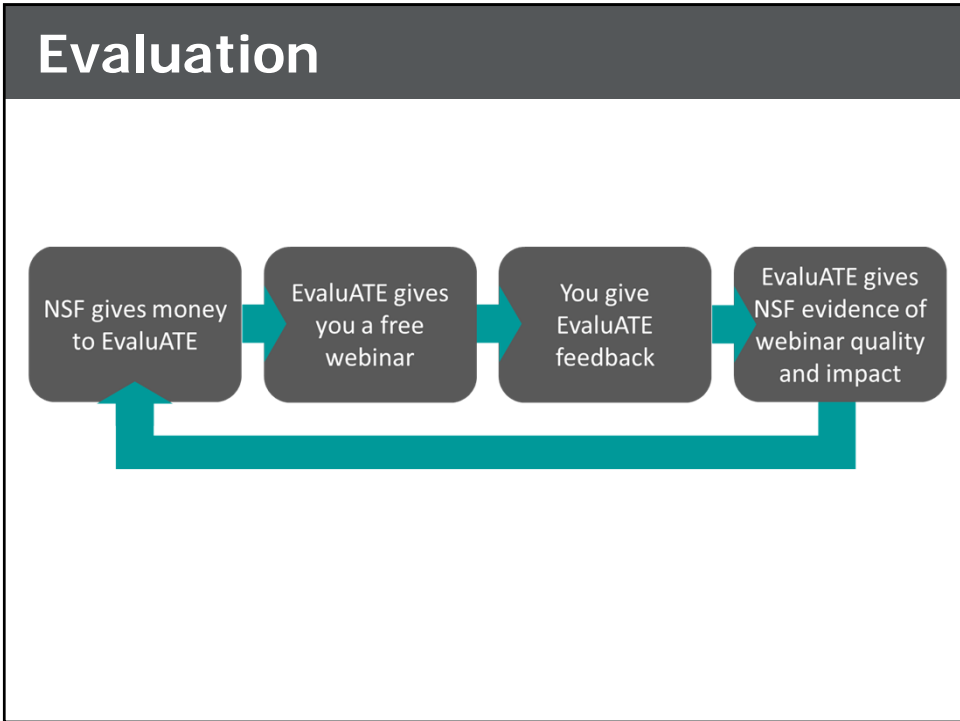 Evaluation
NSF gives money
to EvaluATE
EvaluATE gives
you a free
webinar
You give
EvaluATE
feedback
EvaluATE gives
NSF evidence of
webinar quality
and impact